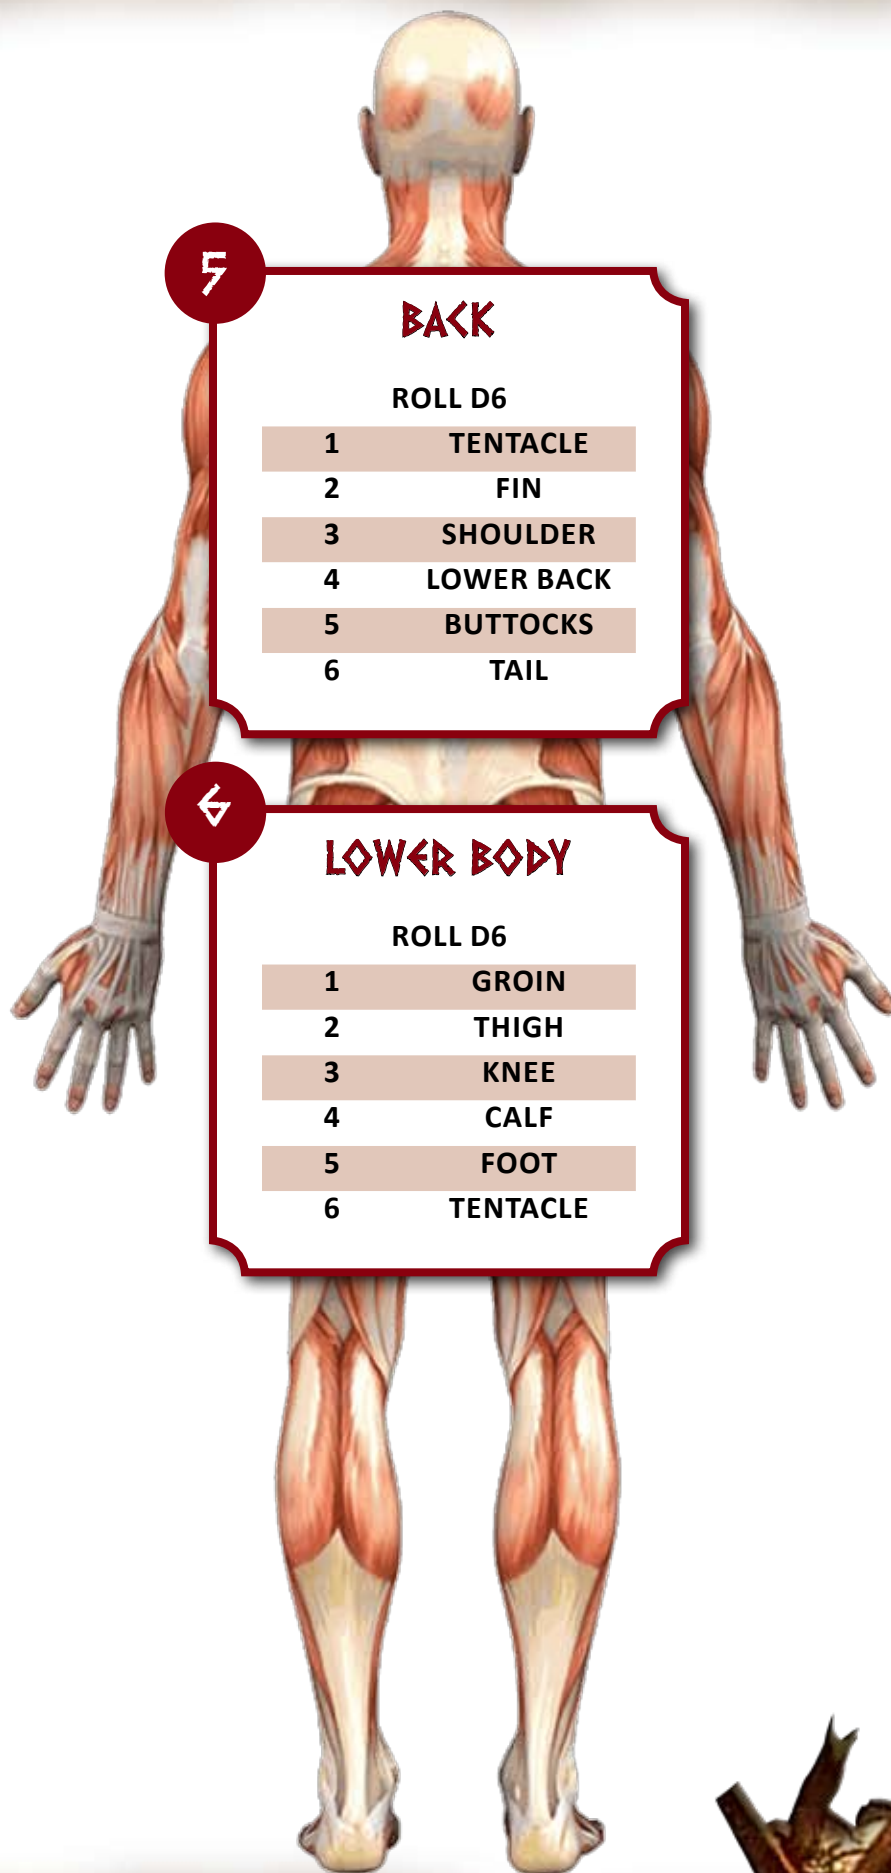 5
BACK
ROLL D6
1 TENTACLE
2 FIN
3 SHOULDER
4 LOWER BACK
5 BUTTOCKS
6 TAIL
6
LOWER BODY
ROLL D6
1 GROIN
2 THIGH
3 KNEE
4 CALF
5 FOOT
6 TENTACLE